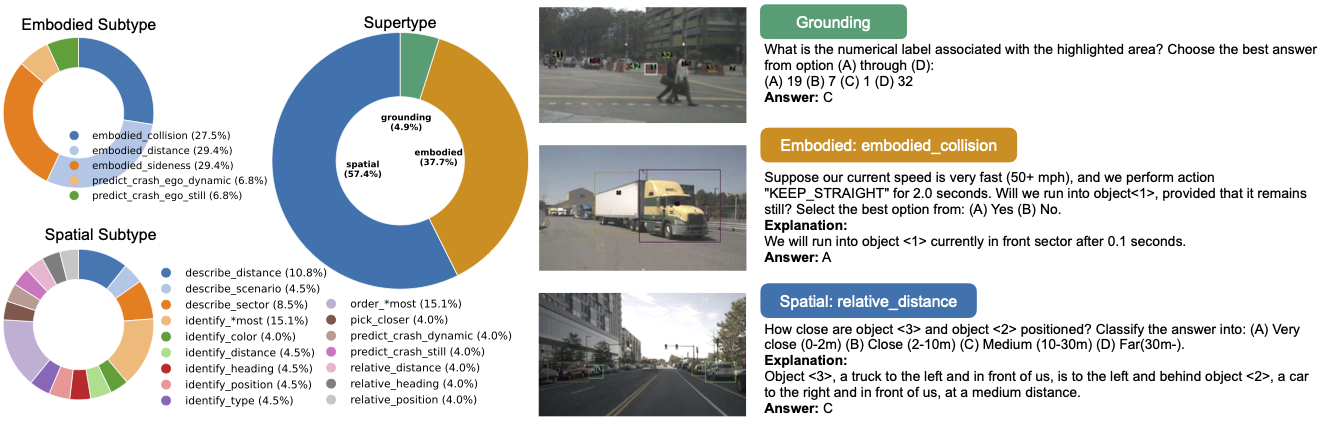 Embodied Subtype
embodied_collision (27.5%)
embodied_distance (29.4%)
embodied_sideness (29.4%)
predict_crash_ego_dynamic (6.8%)
predict_crash_ego_still (6.8%)
Supertype
grounding
(4.9%)
embodied
(37.7%)
spatial
(57.4%)
Spatial Subtype
describe_distance (10.8%)
describe_scenario (4.5%)
describe_sector (8.5%)
identify_*most (15.1%)
identify_color (4.0%)
identify_distance (4.5%)
identify_heading (4.5%)
identify_position (4.5%)
identify_type (4.5%)
order_*most (15.1%)
pick_closer (4.0%)
predict_crash_dynamic (4.0%)
predict_crash_still (4.0%)
relative_distance (4.0%)
relative_heading (4.0%)
relative_position (4.0%)
32
Grounding
What is the numerical label associated with the highlighted area? Choose the best answer
from option (A) through (D):
(A) 19 (B) 7 (C) 1 (D) 32
Answer: C
Embodied: embodied_collision
Suppose our current speed is very fast (50+ mph), and we perform action
"KEEP_STRAIGHT" for 2.0 seconds. Will we run into object<1>, provided that it remains
still? Select the best option from: (A) Yes (B) No.
Explanation:
We will run into object <1> currently in front sector after 0.1 seconds.
Answer: A
Spatial: relative_distance
How close are object <3> and object <2> positioned? Classify the answer into: (A) Very
close (0-2m) (B) Close (2-10m) (C) Medium (10-30m) (D) Far(30m-).
Explanation:
Object <3>, a truck to the left and in front of us, is to the left and behind object <2>, a car
to the right and in front of us, at a medium distance.
Answer: C